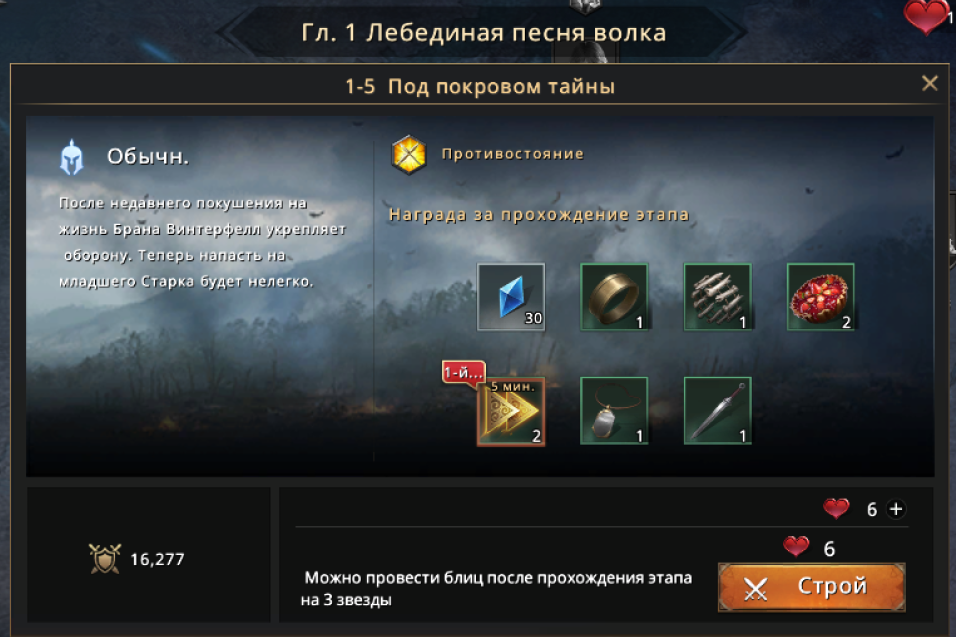 Гл. 1 Лебединая песня волка
1
1-5 Под покровом тайны
Обычн.
После недавнего покушения на
жизнь Брана Винтерфелл укрепляет
оборону. Теперь напасть на
младшего Старка будет нелегко.
Противостояние
Награда за прохождение этапа
30
1
1
2
1-й...
5 мин.
2
1
1
16,277
6 +
6
Можно провести блиц после прохождения этапа
на 3 звезды
Строй